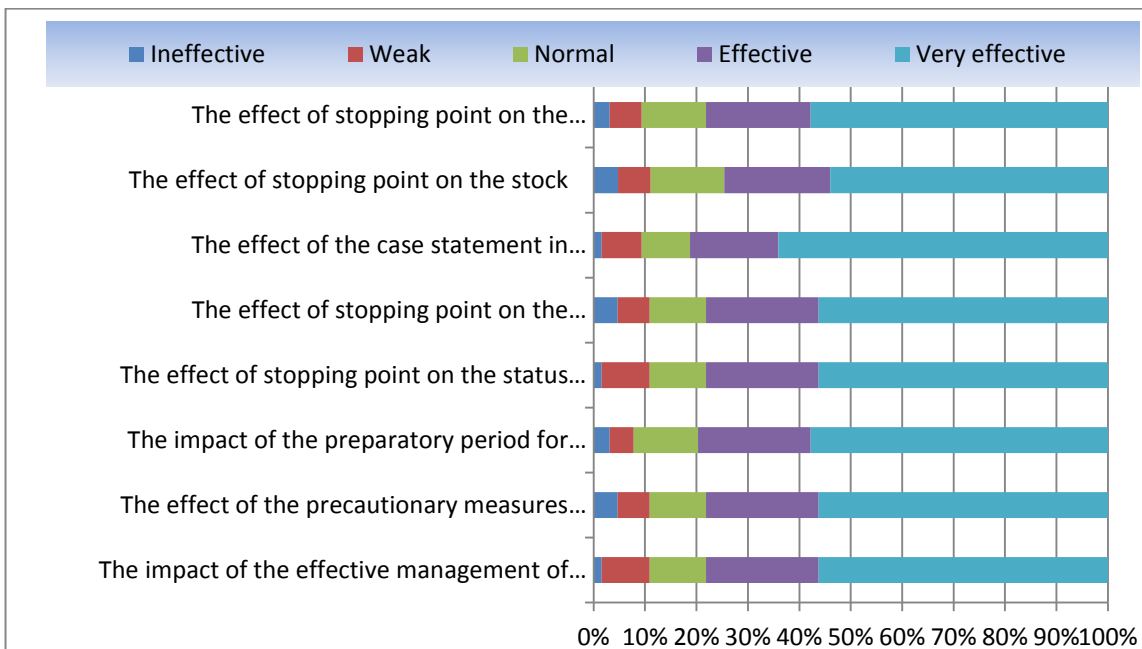 Ineffective Weak Normal Effective Very effective
The effect of stopping point on the...
The effect of stopping point on the stock
The effect of the case statement in...
The effect of stopping point on the...
The effect of stopping point on the status...
The impact of the preparatory period for...
The effect of the precautionary measures...
The impact of the effective management of...
0% 10% 20% 30% 40% 50% 60% 70% 80% 90%100%